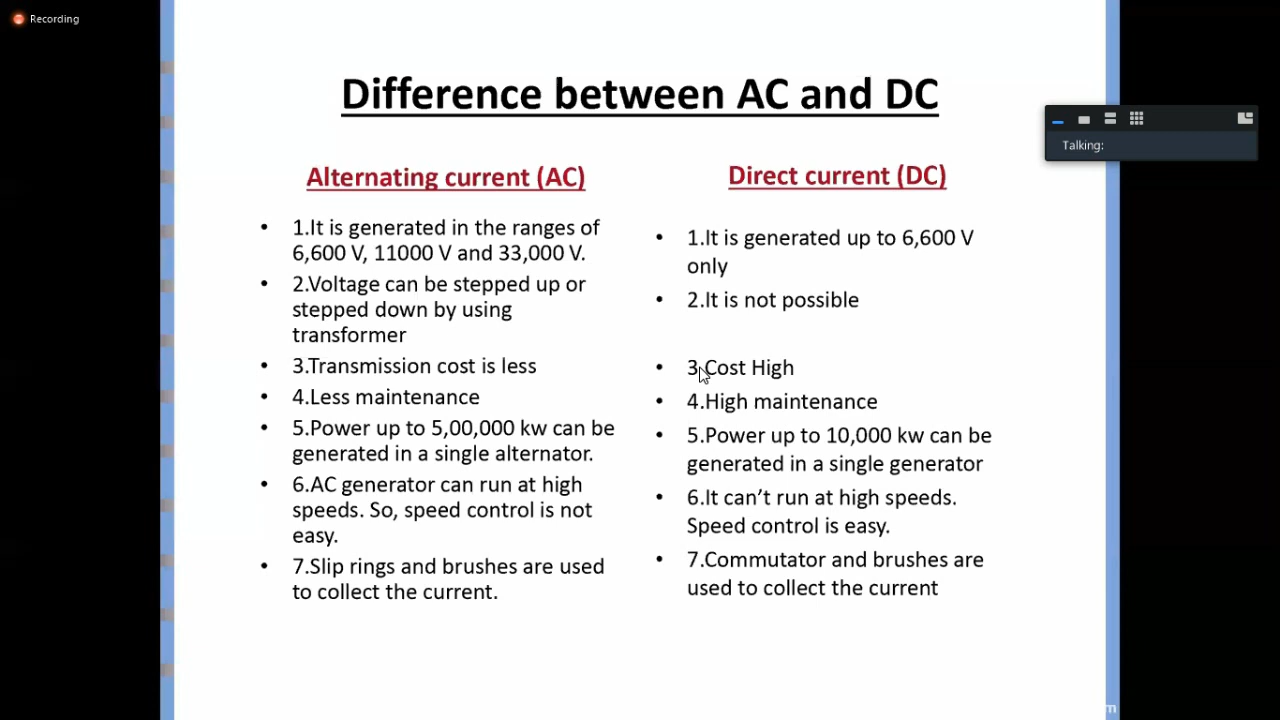 Recording
Difference between AC and DC
Talking:
Alternating current (AC)
• 1.It is generated in the ranges of
6,600 V, 11000 V and 33,000 V.
• 2.Voltage can be stepped up or
stepped down by using
transformer
• 3.Transmission cost is less
• 4.Less maintenance
• 5.Power up to 5,00,000 kw can be
generated in a single alternator.
• 6.AC generator can run at high
speeds. So, speed control is not
easy.
• 7.Slip rings and brushes are used
to collect the current.
Direct current (DC)
• 1.It is generated up to 6,600 V
only
• 2.It is not possible
• 3.Cost High
• 4.High maintenance
• 5.Power up to 10,000 kw can be
generated in a single generator
• 6.It can’t run at high speeds.
Speed control is easy.
• 7.Commutator and brushes are
used to collect the current